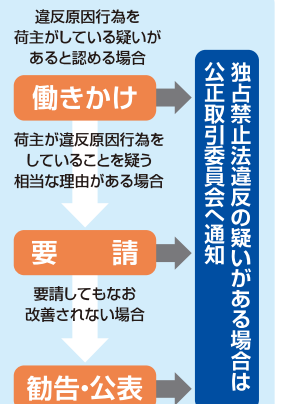 違反原因行為を
荷主がしている疑いが
あると認める場合
働きかけ
荷主が違反原因行為を
していることを疑う
相当な理由がある場合
要　請
要請してもなお
改善されない場合
勧告・公表
独占禁止法違反の疑いがある場合は
公正取引委員会へ通知